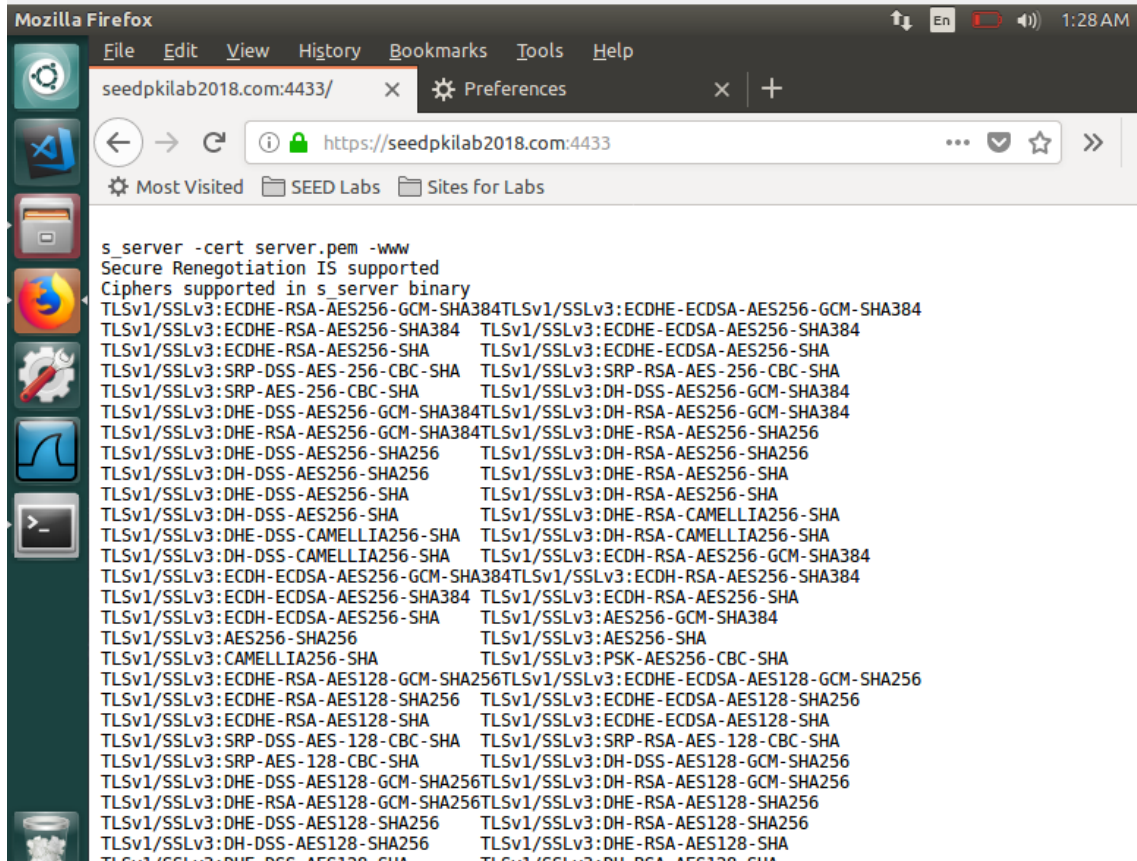 Mozilla Firefox En 1:28 AM
File Edit View History Bookmarks Tools Help
seedpkilab2018.com:4433/ Preferences
https://seedpkilab2018.com:4433
Most Visited SEED Labs Sites for Labs
s_server -cert server.pem -www
Secure Renegotiation IS supported
Ciphers supported in s_server binary
TLSv1/SSLv3:ECDHE-RSA-AES256-GCM-SHA384TLSv1/SSLv3:ECDHE-ECDSA-AES256-GCM-SHA384
TLSv1/SSLv3:ECDHE-RSA-AES256-SHA384 TLSv1/SSLv3:ECDHE-ECDSA-AES256-SHA384
TLSv1/SSLv3:ECDHE-RSA-AES256-SHA TLSv1/SSLv3:ECDHE-ECDSA-AES256-SHA
TLSv1/SSLv3:SRP-DSS-AES-256-CBC-SHA TLSv1/SSLv3:SRP-RSA-AES-256-CBC-SHA
TLSv1/SSLv3:SRP-AES-256-CBC-SHA TLSv1/SSLv3:DH-DSS-AES256-GCM-SHA384
TLSv1/SSLv3:DHE-DSS-AES256-GCM-SHA384TLSv1/SSLv3:DH-RSA-AES256-GCM-SHA384
TLSv1/SSLv3:DHE-RSA-AES256-GCM-SHA384TLSv1/SSLv3:DHE-RSA-AES256-SHA256
TLSv1/SSLv3:DHE-DSS-AES256-SHA256 TLSv1/SSLv3:DH-RSA-AES256-SHA256
TLSv1/SSLv3:DH-DSS-AES256-SHA256 TLSv1/SSLv3:DHE-RSA-AES256-SHA
TLSv1/SSLv3:DHE-DSS-AES256-SHA TLSv1/SSLv3:DH-RSA-AES256-SHA
TLSv1/SSLv3:DH-DSS-AES256-SHA TLSv1/SSLv3:DHE-RSA-CAMELLIA256-SHA
TLSv1/SSLv3:DHE-DSS-CAMELLIA256-SHA TLSv1/SSLv3:DH-RSA-CAMELLIA256-SHA
TLSv1/SSLv3:DH-DSS-CAMELLIA256-SHA TLSv1/SSLv3:ECDH-RSA-AES256-GCM-SHA384
TLSv1/SSLv3:ECDH-ECDSA-AES256-GCM-SHA384TLSv1/SSLv3:ECDH-RSA-AES256-SHA384
TLSv1/SSLv3:ECDH-ECDSA-AES256-SHA384 TLSv1/SSLv3:ECDH-RSA-AES256-SHA
TLSv1/SSLv3:ECDH-ECDSA-AES256-SHA TLSv1/SSLv3:AES256-GCM-SHA384
TLSv1/SSLv3:AES256-SHA256 TLSv1/SSLv3:AES256-SHA
TLSv1/SSLv3:CAMELLIA256-SHA TLSv1/SSLv3:PSK-AES256-CBC-SHA
TLSv1/SSLv3:ECDHE-RSA-AES128-GCM-SHA256TLSv1/SSLv3:ECDHE-ECDSA-AES128-GCM-SHA256
TLSv1/SSLv3:ECDHE-RSA-AES128-SHA256 TLSv1/SSLv3:ECDHE-ECDSA-AES128-SHA256
TLSv1/SSLv3:ECDHE-RSA-AES128-SHA TLSv1/SSLv3:ECDHE-ECDSA-AES128-SHA
TLSv1/SSLv3:SRP-DSS-AES-128-CBC-SHA TLSv1/SSLv3:SRP-RSA-AES-128-CBC-SHA
TLSv1/SSLv3:SRP-AES-128-CBC-SHA TLSv1/SSLv3:DH-DSS-AES128-GCM-SHA256
TLSv1/SSLv3:DHE-DSS-AES128-GCM-SHA256TLSv1/SSLv3:DH-RSA-AES128-GCM-SHA256
TLSv1/SSLv3:DHE-RSA-AES128-GCM-SHA256TLSv1/SSLv3:DHE-RSA-AES128-SHA256
TLSv1/SSLv3:DHE-DSS-AES128-SHA256 TLSv1/SSLv3:DH-RSA-AES128-SHA256
TLSv1/SSLv3:DH-DSS-AES128-SHA256 TLSv1/SSLv3:DHE-RSA-AES128-SHA